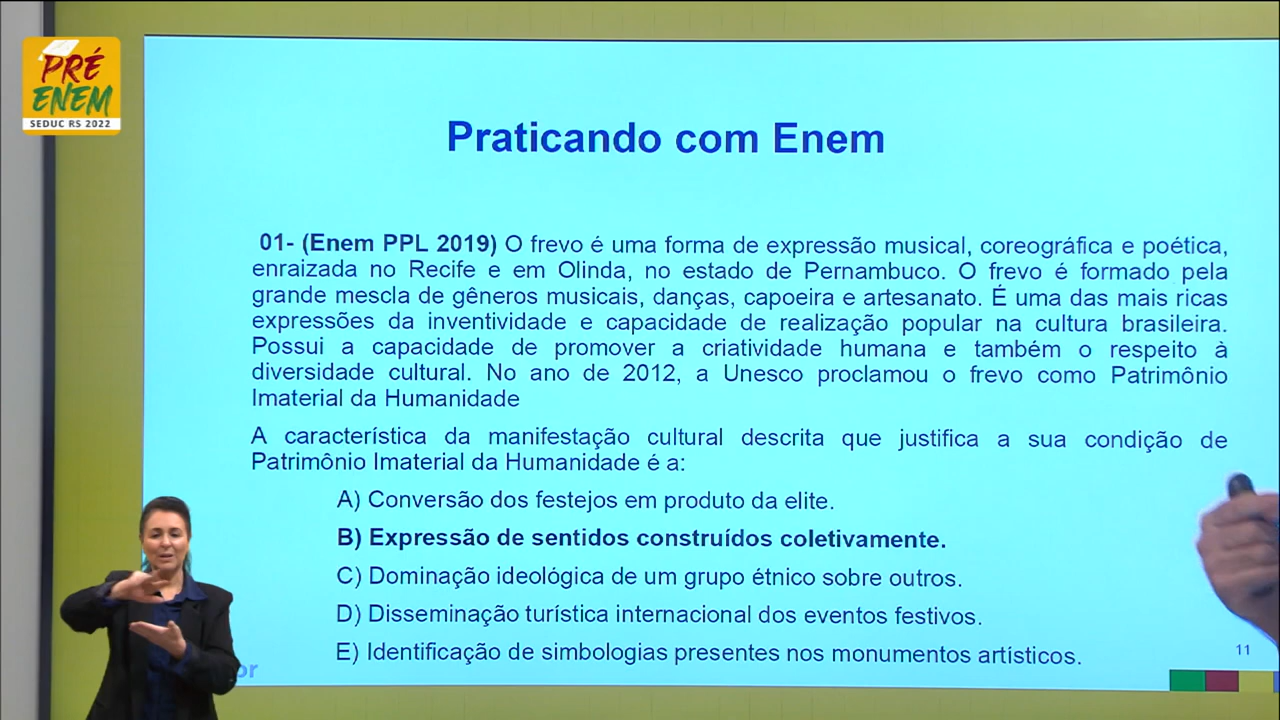 PRÉ
ENEM
SEDUC RS 2022
Praticando com Enem
01- (Enem PPL 2019) O frevo é uma forma de expressão musical, coreográfica e poética,
enraizada no Recife e em Olinda, no estado de Pernambuco. O frevo é formado pela
grande mescla de gêneros musicais, danças, capoeira e artesanato. É uma das mais ricas
expressões da inventividade e capacidade de realização popular na cultura brasileira.
Possui a capacidade de promover a criatividade humana e também o respeito à
diversidade cultural. No ano de 2012, a Unesco proclamou o frevo como Patrimônio
Imaterial da Humanidade
A característica da manifestação cultural descrita que justifica a sua condição de
Patrimônio Imaterial da Humanidade é a:
A) Conversão dos festejos em produto da elite.
B) Expressão de sentidos construídos coletivamente.
C) Dominação ideológica de um grupo étnico sobre outros.
D) Disseminação turística internacional dos eventos festivos.
E) Identificação de simbologias presentes nos monumentos artísticos.
11